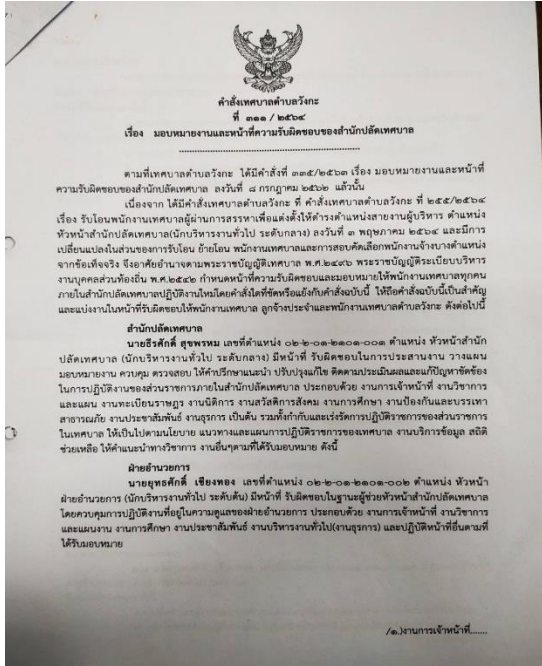 คำสั่งเทศบาลตำบลวังกะ
ที่ ๓๑๑ / ๒๕๖๔
เรื่อง มอบหมายงานและหน้าที่ความรับผิดชอบของสำนักปลัดเทศบาล
ตามที่เทศบาลตำบลวังกะ ได้มีคำสั่งที่ ๓๓๕/๒๕๖๓ เรื่อง มอบหมายงานและหน้าที่
ความรับผิดชอบของสำนักปลัดเทศบาล ลงวันที่ ๘ กรกฎาคม ๒๕๖๒ แล้วนั้น
เนื่องจาก ได้มีคำสั่งเทศบาลตำบลวังกะ ที่ คำสั่งเทศบาลตำบลวังกะ ที่ ๒๕๕/๒๕๖๔
เรื่อง รับโอนพนักงานเทศบาลผู้ผ่านการสรรหาเพื่อแต่งตั้งให้ดำรงตำแหน่งสายงานผู้บริหาร ตำแหน่ง
หัวหน้าสำนักปลัดเทศบาล(นักบริหารงานทั่วไป ระดับกลาง) ลงวันที่ ๓ พฤษภาคม ๒๕๖๔ และมีการ
เปลี่ยนแปลงในส่วนของการรับโอน ย้ายโอน พนักงานเทศบาลและการสอบคัดเลือกพนักงานจ้างบางตำแหน่ง
จากข้อเท็จจริง จึงอาศัยอำนาจตามพระราชบัญญัติเทศบาล พ.ศ.๒๔๙๖ พระราชบัญญัติระเบียบบริหาร
งานบุคคลส่วนท้องถิ่น พ.ศ.๒๕๔๒ กำหนดหน้าที่ความรับผิดชอบและมอบหมายให้พนักงานเทศบาลทุกคน
ภายในสำนักปลัดเทศบาลปฏิบัติงานใหม่โดยคำสั่งใดที่ขัดหรือแย้งกับคำสั่งฉบับนี้ ให้ถือคำสั่งฉบับนี้เป็นสำคัญ
และแบ่งงานในหน้าที่รับผิดชอบให้พนักงานเทศบาล ลูกจ้างประจำและพนักงานเทศบาลตำบลวังกะ ดังต่อไปนี้
สำนักปลัดเทศบาล
นายธีรศักดิ์ สุขพรหม เลขที่ตำแหน่ง ๐๒-๒-๐๑-๒๑๐๑-๐๐๑ ตำแหน่ง หัวหน้าสำนัก
ปลัดเทศบาล (นักบริหารงานทั่วไป ระดับกลาง) มีหน้าที่ รับผิดชอบในการประสานงาน วางแผน
มอบหมายงาน ควบคุม ตรวจสอบ ให้คำปรึกษาแนะนำ ปรับปรุงแก้ไข ติดตามประเมินผลและแก้ปัญหาขัดข้อง
ในการปฏิบัติงานของส่วนราชการภายในสำนักปลัดเทศบาล ประกอบด้วย งานการเจ้าหน้าที่ งานวิชาการ
และแผน งานทะเบียนราษฎร งานนิติการ งานสวัสดิการสังคม งานการศึกษา งานป้องกันและบรรเทา
สาธารณภัย งานประชาสัมพันธ์ งานธุรการ เป็นต้น รวมทั้งกำกับและเร่งรัดการปฏิบัติราชการของส่วนราชการ
ในเทศบาล ให้เป็นไปตามนโยบาย แนวทางและแผนการปฏิบัติราชการของเทศบาล งานบริการข้อมูล สถิติ
ช่วยเหลือ ให้คำแนะนำทางวิชาการ งานอื่นๆตามที่ได้รับมอบหมาย ดังนี้
ฝ่ายอำนวยการ
นายยุทธศักดิ์ เซียงทอง เลขที่ตำแหน่ง ๐๒-๒-๐๑-๒๑๐๑-๐๐๒ ตำแหน่ง หัวหน้า
ฝ่ายอำนวยการ (นักบริหารงานทั่วไป ระดับต้น) มีหน้าที่ รับผิดชอบในฐานะผู้ช่วยหัวหน้าสำนักปลัดเทศบาล
โดยควบคุมการปฏิบัติงานที่อยู่ในความดูแลของฝ่ายอำนวยการ ประกอบด้วย งานการเจ้าหน้าที่ งานวิชาการ
และแผนงาน งานการศึกษา งานประชาสัมพันธ์ งานบริหารงานทั่วไป(งานธุรการ) และปฏิบัติหน้าที่อื่นตามที่
ได้รับมอบหมาย
/๑.)งานการเจ้าหน้าที่.......